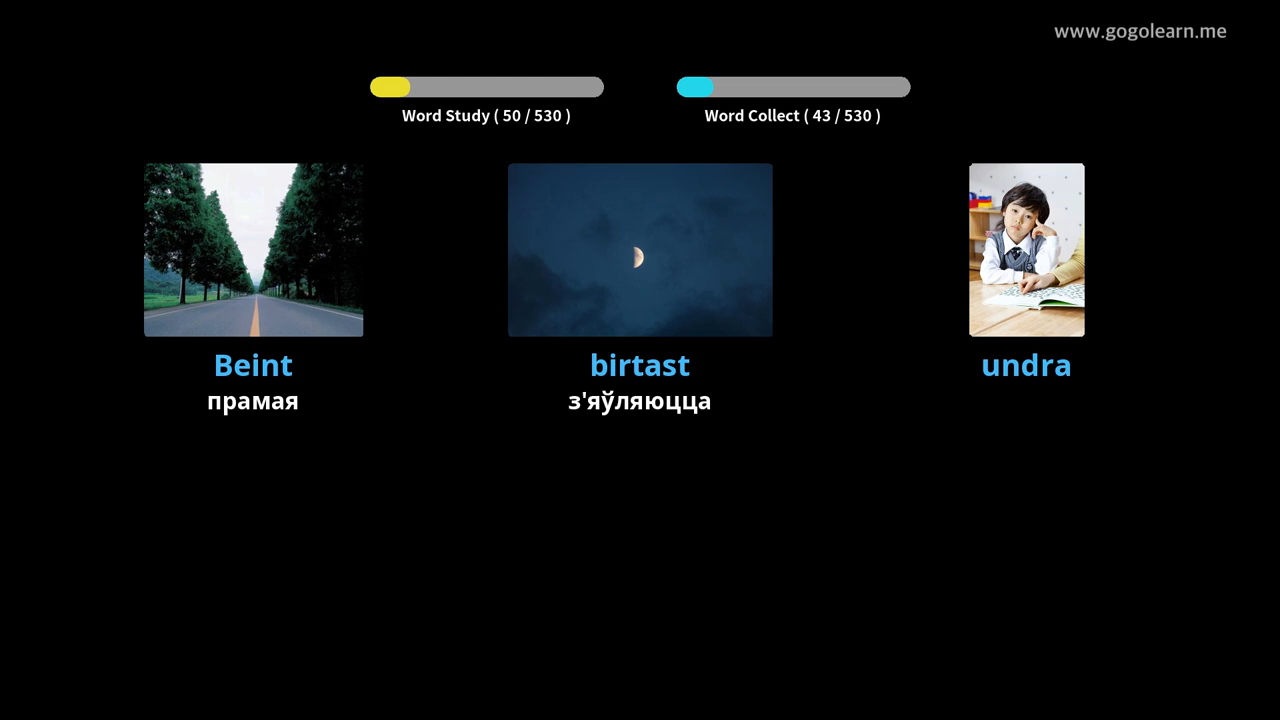 www.gogolearn.me
Word Study ( 50 / 530 )
Word Collect ( 43 / 530 )
Beint
birtast
undra
прамая
з'яўляюцца